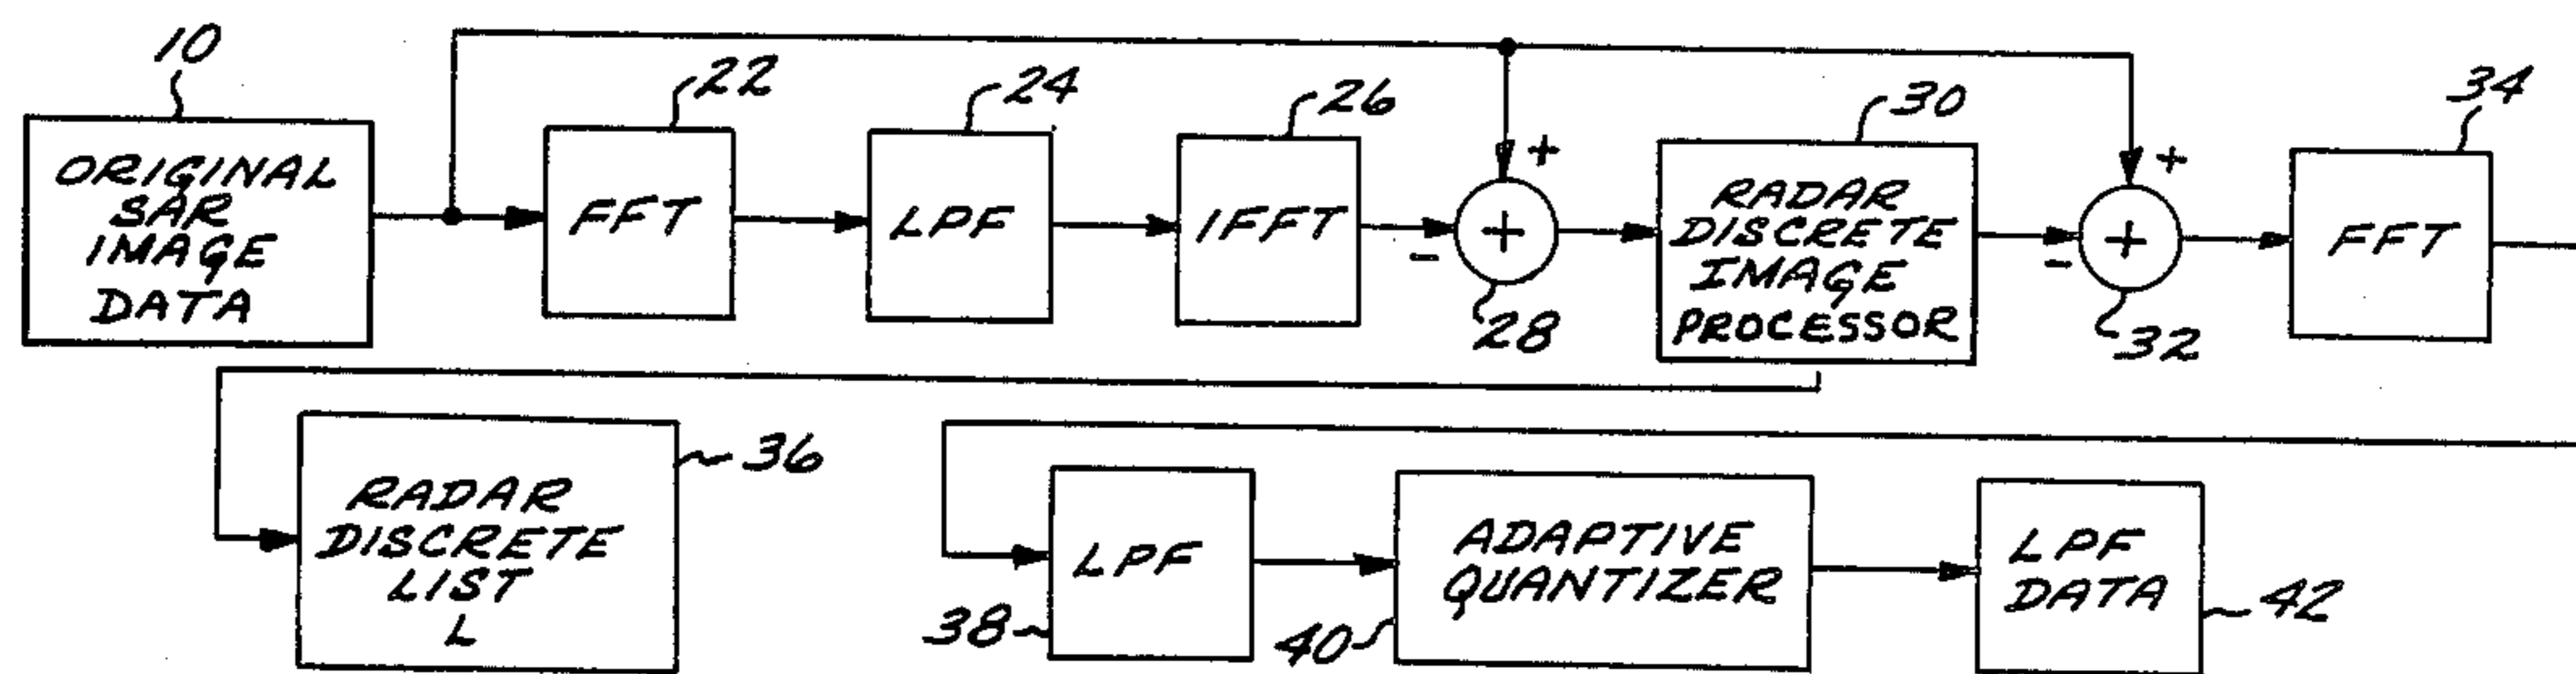 10
22
24
26
30
34
ORIGINAL
SAR
IMAGE
DATA
FFT
LPF
IFFT
+
-
+
28
RADAR
DISCRETE
IMAGE
PROCESSOR
+
-
+
32
FFT
RADAR
DISCRETE
LIST
L
36
LPF
38
ADAPTIVE
QUANTIZER
40
LPF
DATA
42